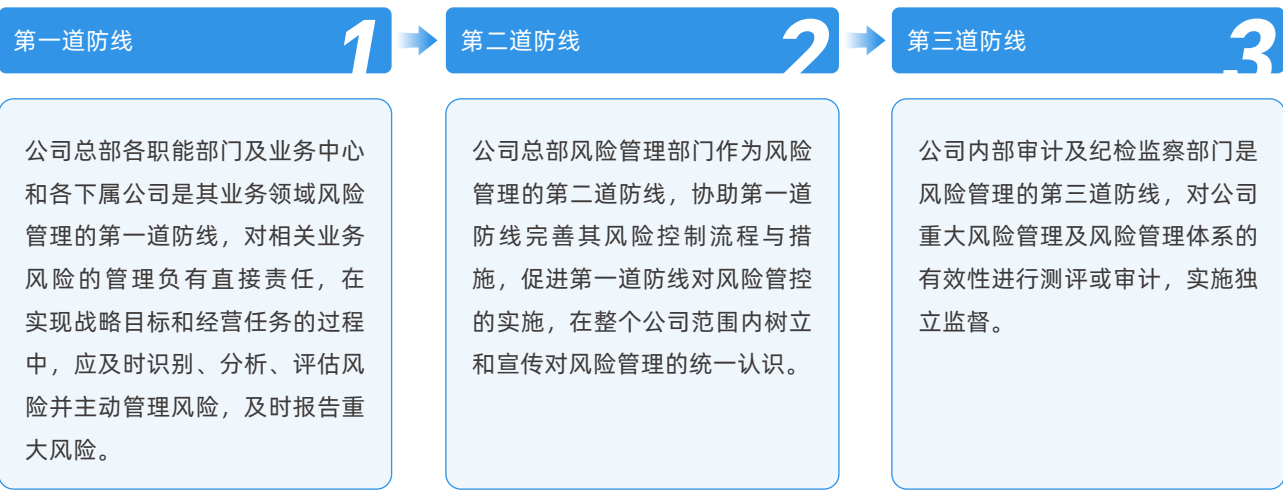 第一道防线
1
公司总部各职能部门及业务中心
和各下属公司是其业务领域风险
管理的第一道防线，对相关业务
风险的管理负有直接责任，在
实现战略目标和经营任务的过程
中，应及时识别、分析、评估风
险并主动管理风险，及时报告重
大风险。
第二道防线
2
公司总部风险管理部门作为风险
管理的第二道防线，协助第一道
防线完善其风险控制流程与措
施，促进第一道防线对风险管控
的实施，在整个公司范围内树立
和宣传对风险管理的统一认识。
第三道防线
3
公司内部审计及纪检监察部门是
风险管理的第三道防线，对公司
重大风险管理及风险管理体系的
有效性进行测评或审计，实施独
立监督。